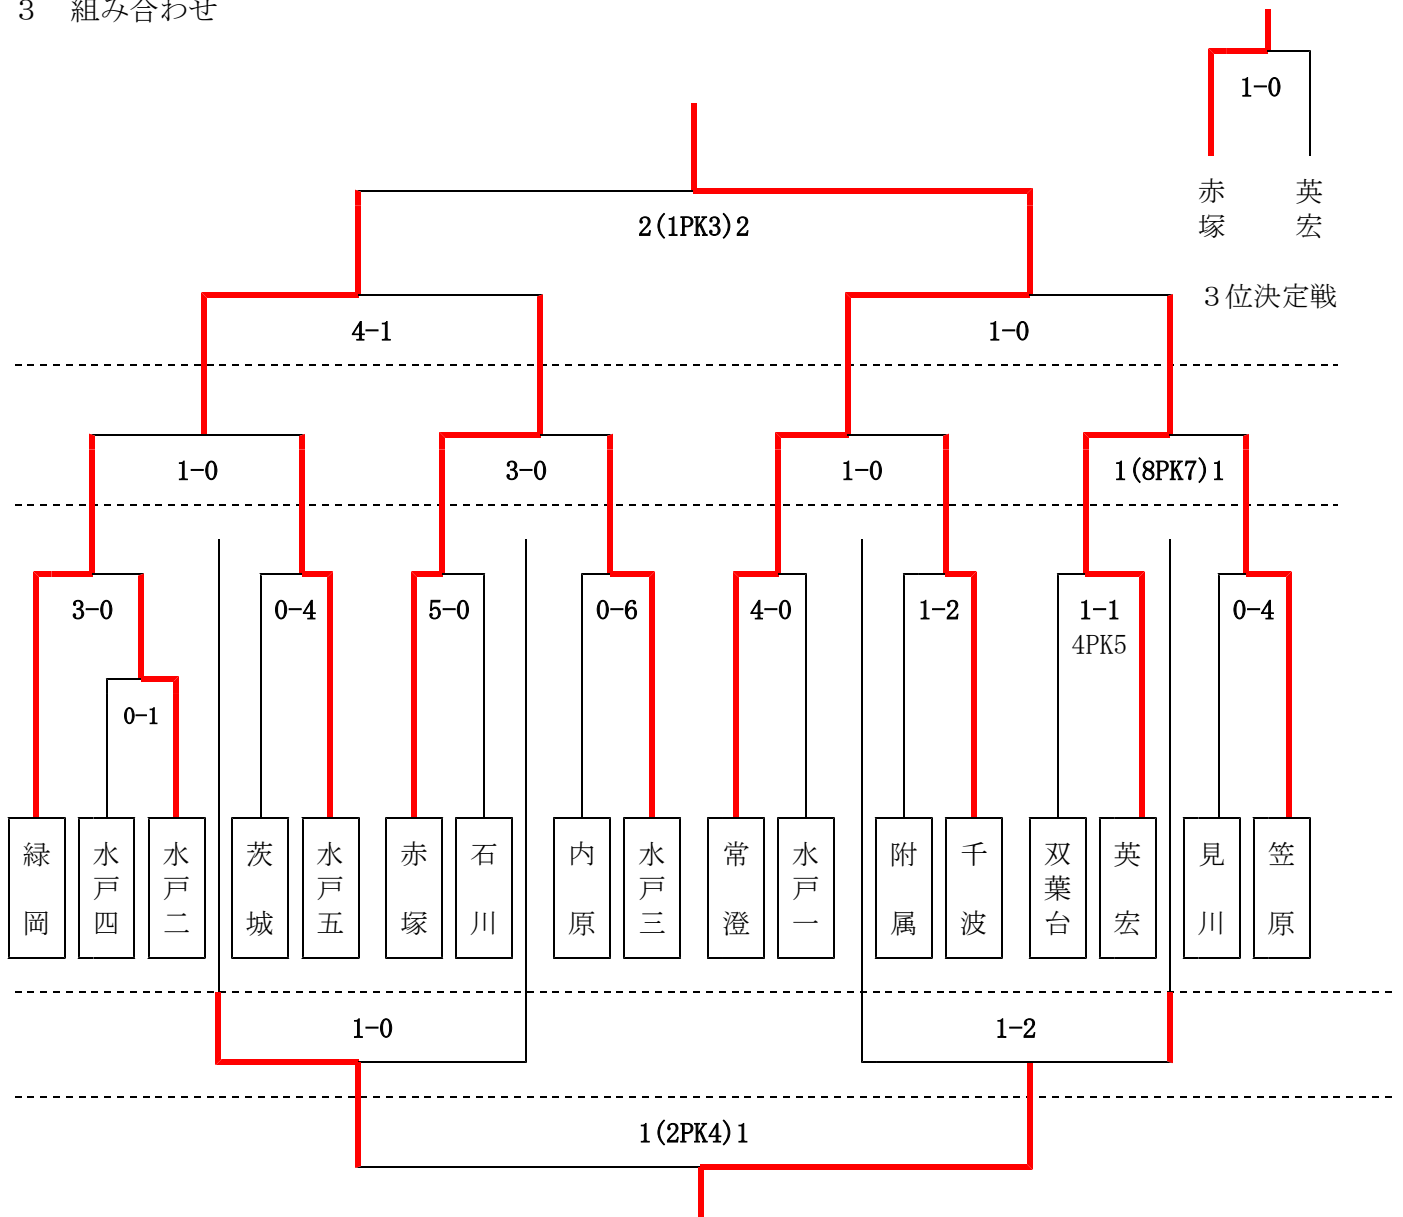 ３　組み合わせ
1-0
赤塚
英宏
３位決定戦
2(1PK3)2
4-1
1-0
1-0
3-0
1-0
1(8PK7)1
3-0
0-4
5-0
0-6
4-0
1-2
1-1
4PK5
0-4
0-1
緑岡
水戸四
水戸二
茨城
水戸五
赤塚
石川
内原
水戸三
常澄
水戸一
附属
千波
双葉台
英宏
見川
笠原
1-0
1-2
1(2PK4)1